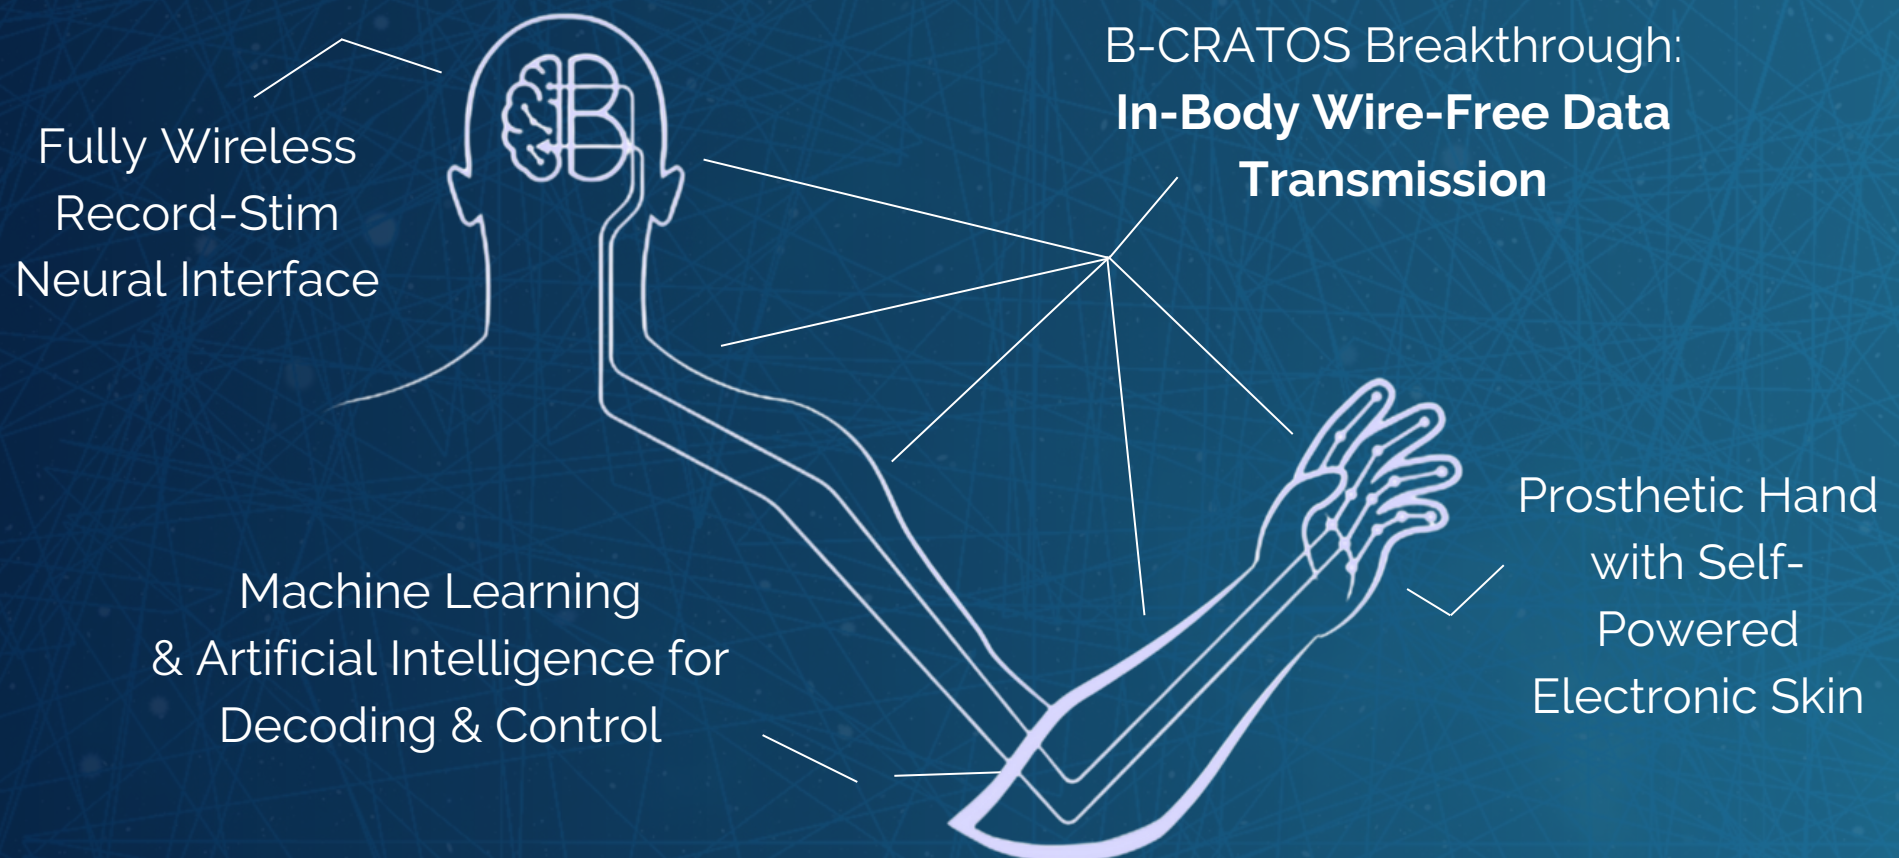 Fully Wireless
Record-Stim
Neural Interface
B-CRATOS Breakthrough:
In-Body Wire-Free Data
Transmission
Machine Learning
& Artificial Intelligence for
Decoding & Control
Prosthetic Hand
with Self-
Powered
Electronic Skin